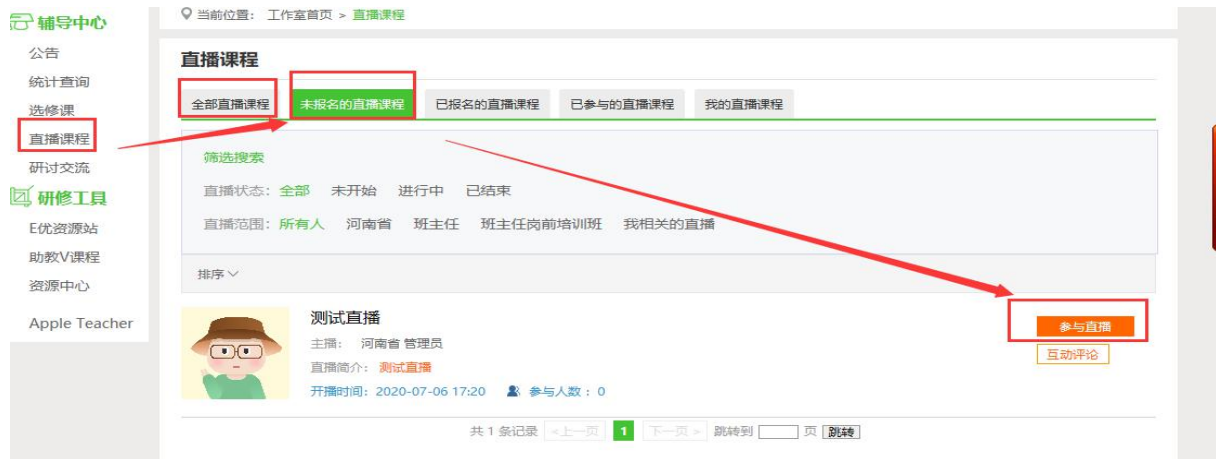 辅导中心
公告
统计查询
选修课
直播课程
研讨交流
研修工具
E优资源站
助教V课程
资源中心
Apple Teacher
当前位置： 工作室首页 > 直播课程
直播课程
全部直播课程 未报名的直播课程 已报名的直播课程 已参与的直播课程 我的直播课程
筛选搜索
直播状态：全部 未开始 进行中 已结束
直播范围：所有人 河南省 班主任 班主任岗前培训班 我相关的直播
排序
测试直播
主播： 河南省 管理员
直播简介： 测试直播
开播时间：2020-07-06 17:20 参与人数：0
参与直播
互动评论
共 1 条记录 <上一页 1 下一页 > 跳转到 页 跳转